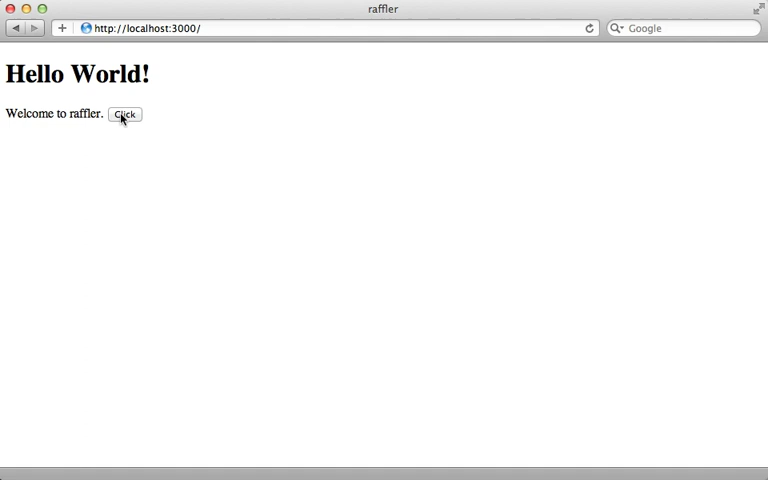 raffler
http://localhost:3000/
Google
Hello World!
Welcome to raffler. Click